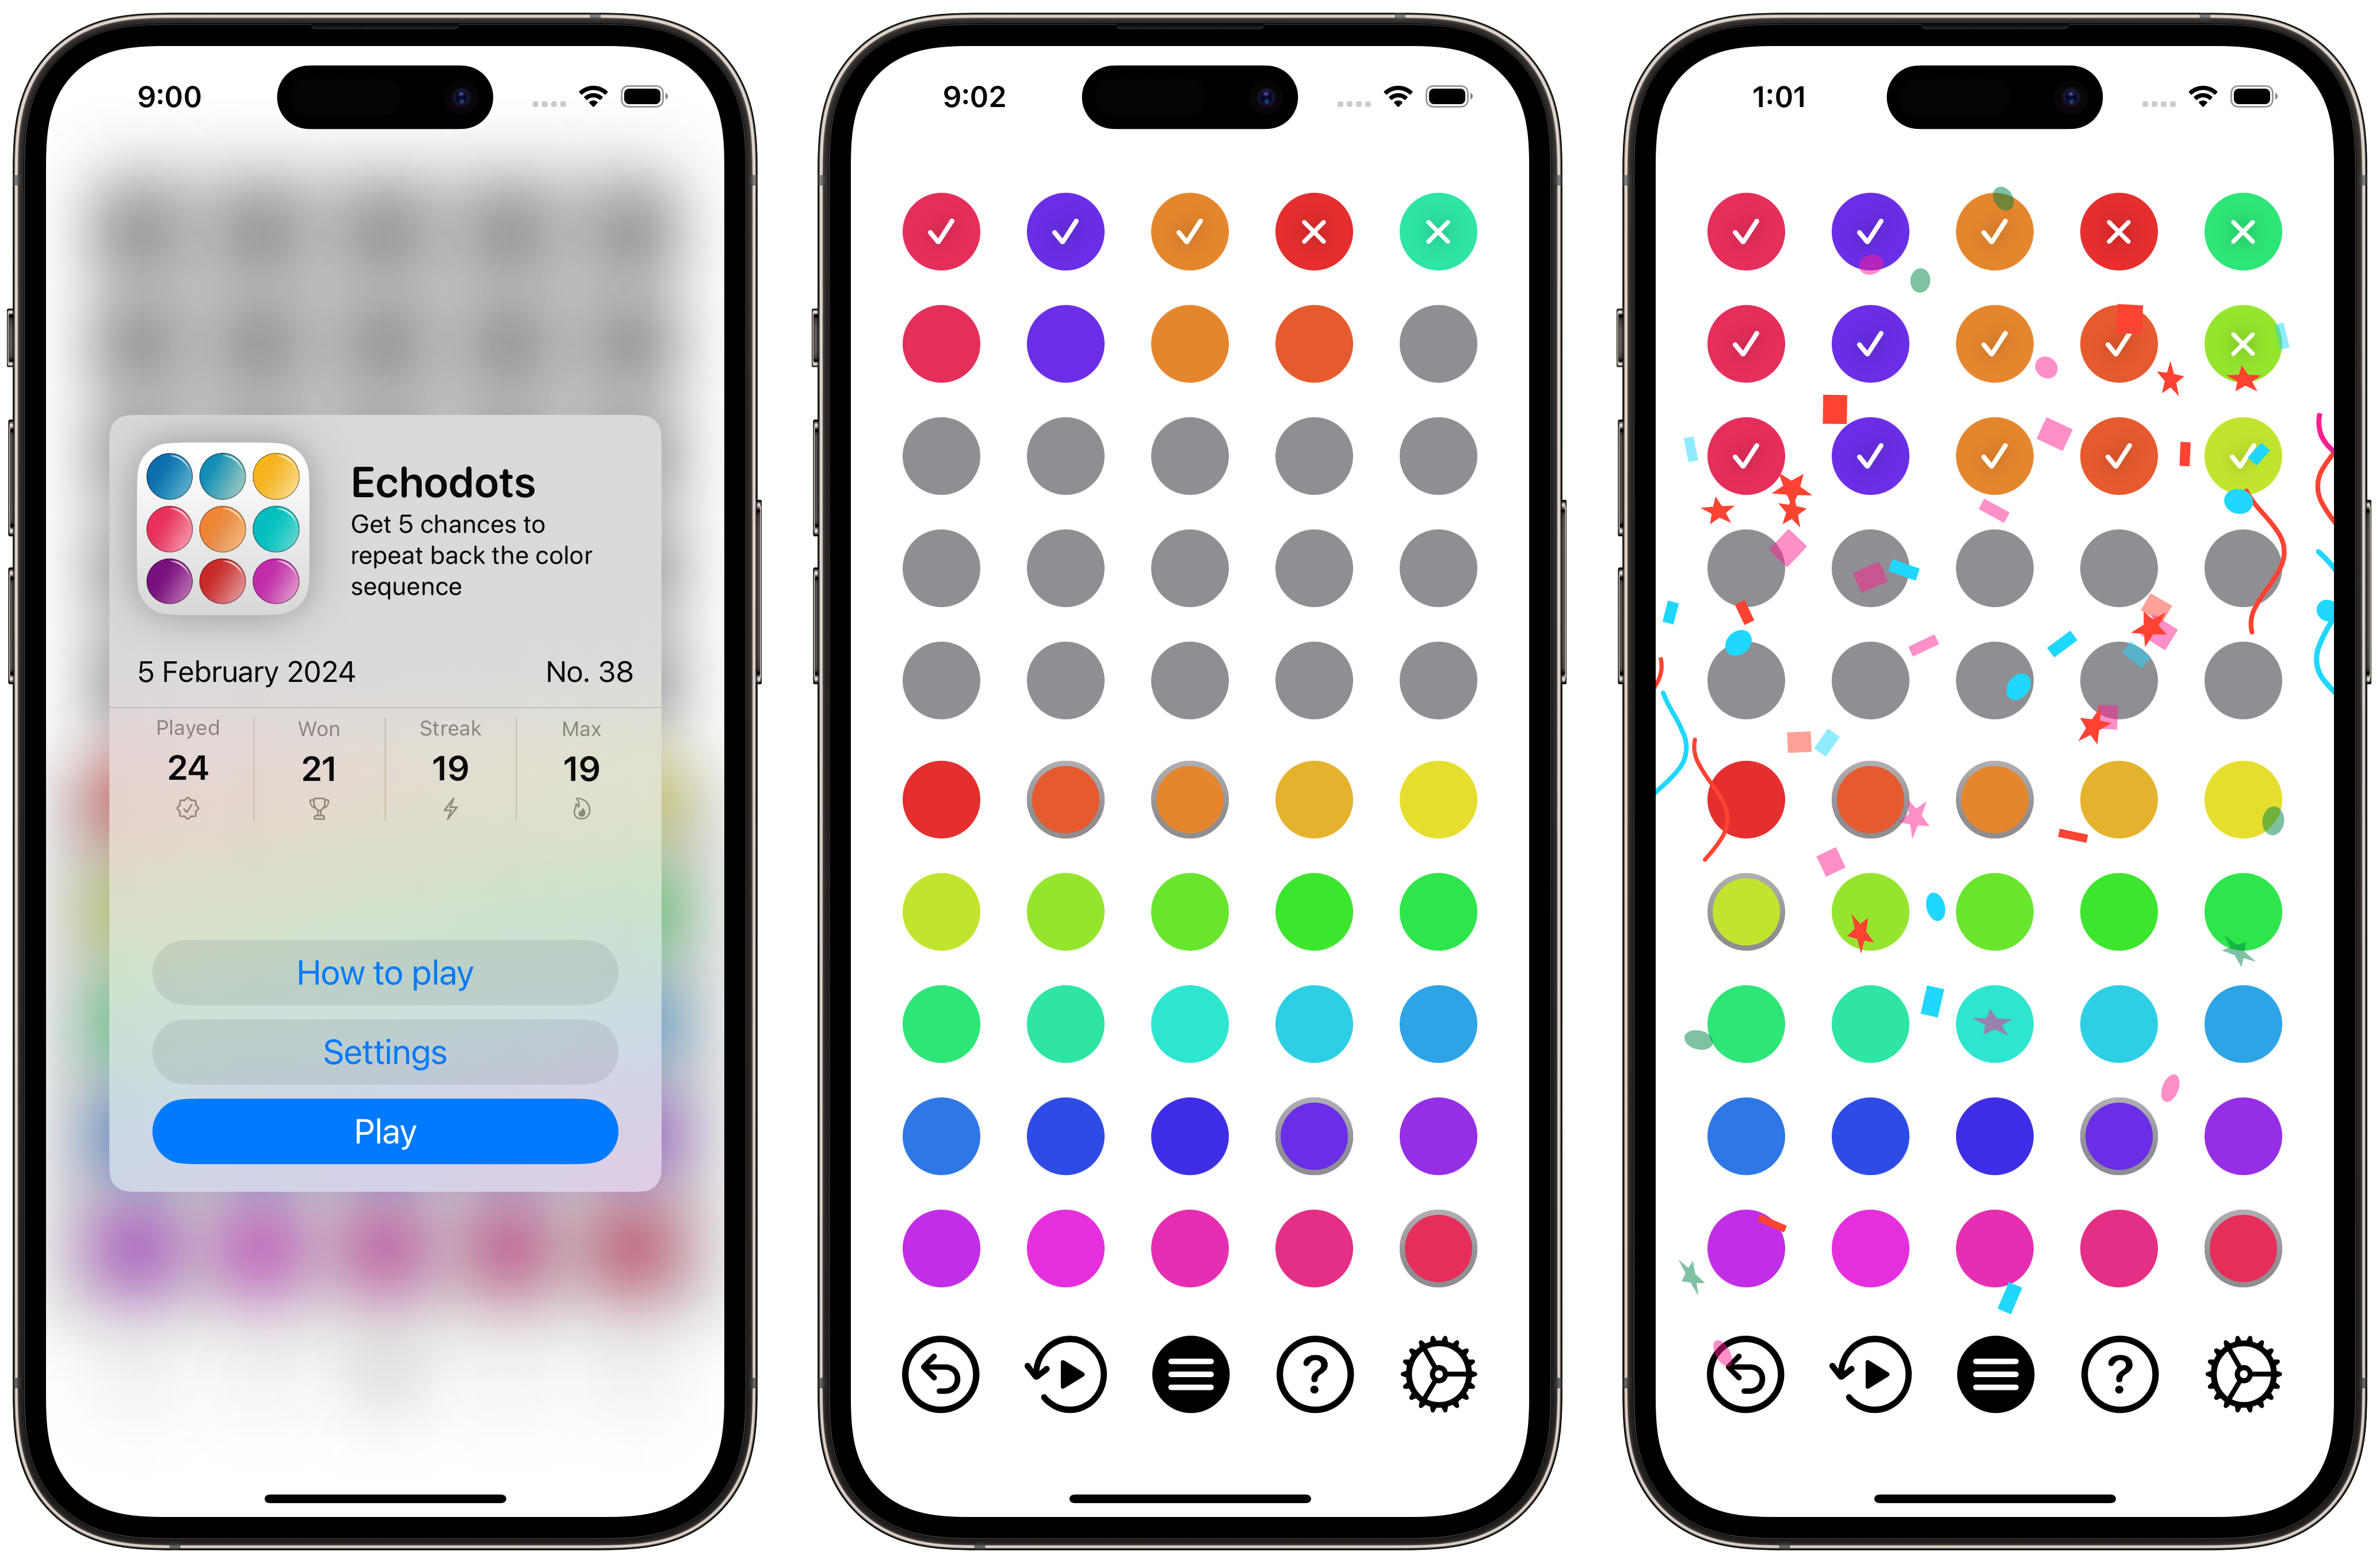 9:00
Echodots
Get 5 chances to
repeat back the color
sequence
5 February 2024 No. 38
Played Won Streak Max
24 21 19 19
How to play
Settings
Play
9:02
?
1:01
?